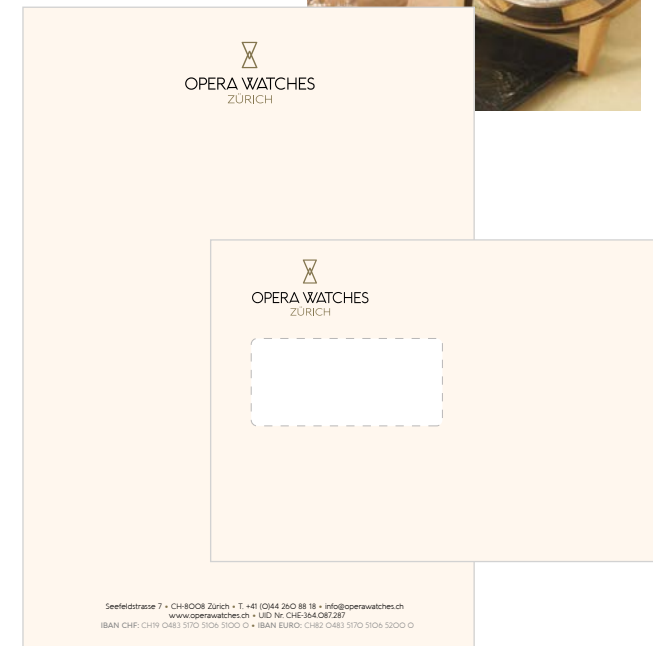 OPERA WATCHES
ZÜRICH
OPERA WATCHES
ZÜRICH
Seefeldstrasse 7 • CH-8008 Zürich • T. +41 (0)44 260 88 18 • info@operawatches.ch
www.operawatches.ch • UID Nr. CHE-364.087.287
IBAN CHF: CH19 0483 5170 5106 5100 0 • IBAN EURO: CH82 0483 5170 5106 5200 0